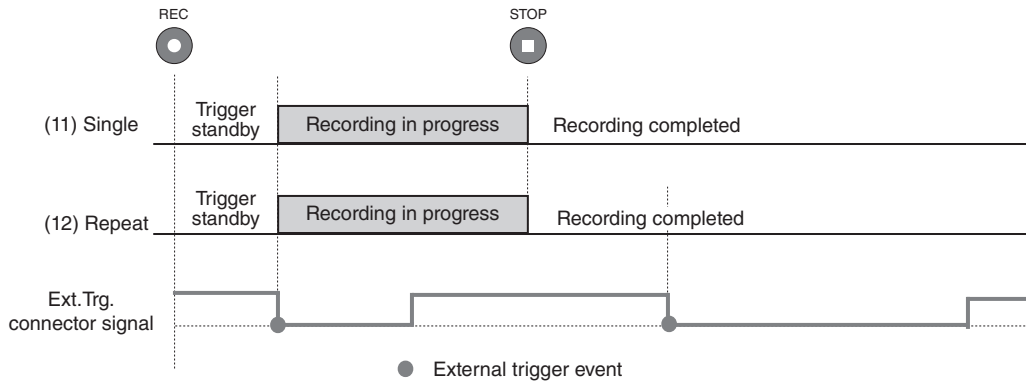 REC
STOP
(11) Single
Trigger
standby
Recording in progress
Recording completed
(12) Repeat
Trigger
standby
Recording in progress
Recording completed
Ext.Trg.
connector signal
External trigger event